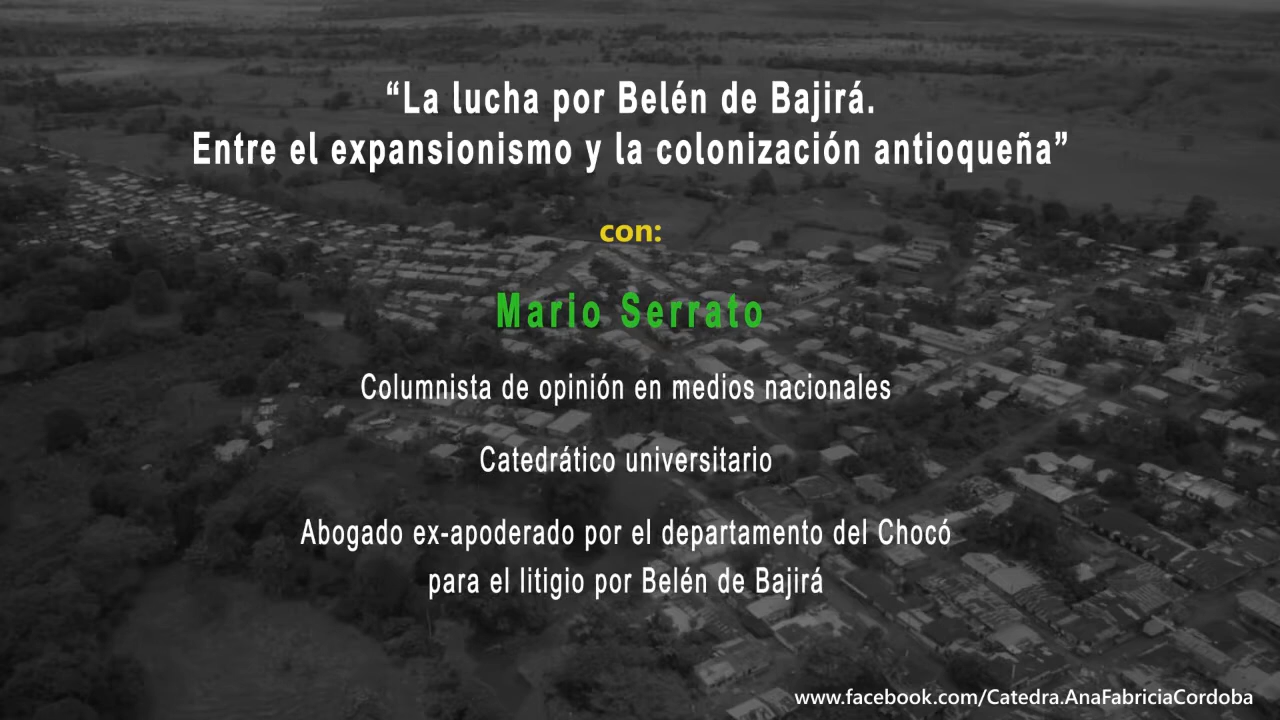 “La lucha por Belén de Bajirá.
Entre el expansionismo y la colonización antioqueña”
con:
Mario Serrato
Columnista de opinión en medios nacionales
Catedrático universitario
Abogado ex-apoderado por el departamento del Chocó
para el litigio por Belén de Bajirá
www.facebook.com/Catedra.AnaFabriciaCordoba